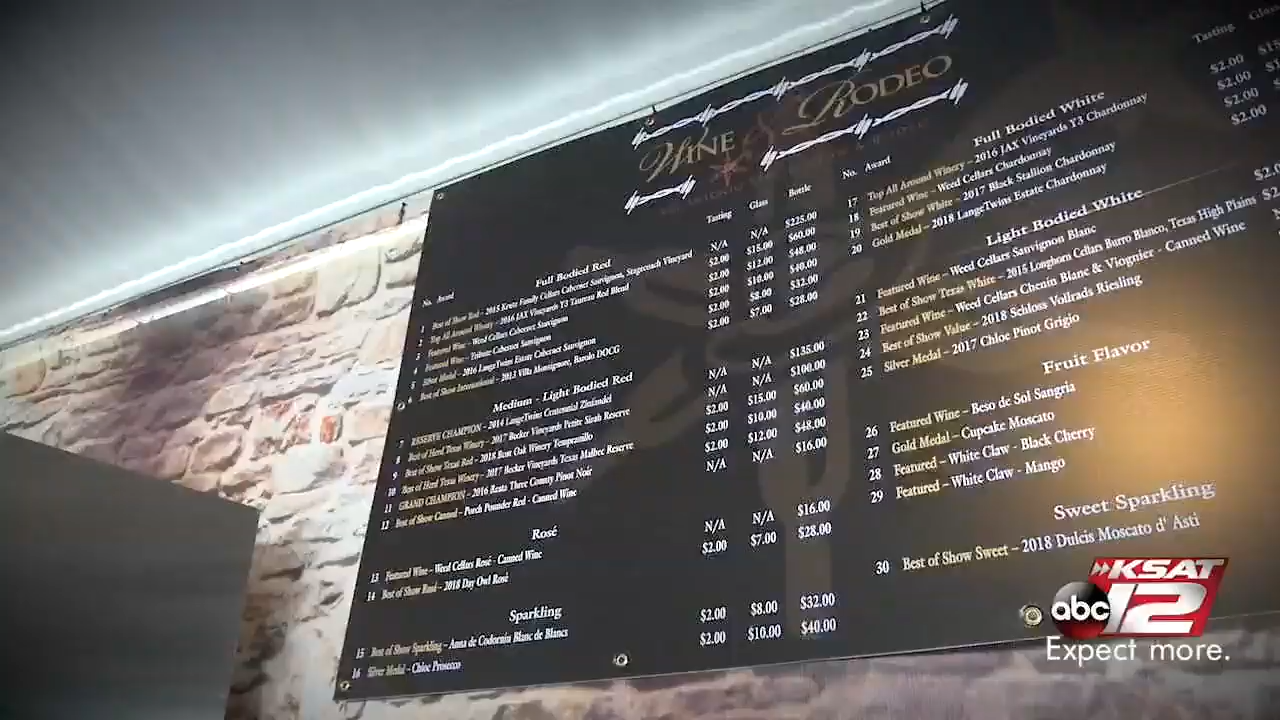 WINE & RODEO
Tasting Glass Bottle
No. Award
Full Bodied Red
1 Best of Show Red - 2015 Krutz Family Cellars Cabernet Sauvignon, Stagecoach Vineyard N/A N/A $225.00
2 Top All Around Winery - 2016 JAX Vineyards Y3 Taureau Red Blend $2.00 $15.00 $60.00
3 Featured Wine - Weed Cellars Cabernet Sauvignon $2.00 $12.00 $48.00
4 Featured Wine - Tribute Cabernet Sauvignon $2.00 $10.00 $40.00
5 Silver Medal - 2016 LangeTwins Estate Cabernet Sauvignon $2.00 $8.00 $32.00
6 Best of Show International - 2013 Villa Monsignore, Barolo DOCG $2.00 $7.00 $28.00
Medium - Light Bodied Red
7 RESERVE CHAMPION - 2014 LangeTwins Centennial Zinfandel N/A N/A $135.00
8 Best of Herd Texas Winery - 2017 Becker Vineyards Petite Sirah Reserve N/A N/A $100.00
9 Best of Show Texas Red - 2018 Bent Oak Winery Tempranillo $2.00 $15.00 $60.00
10 Best of Herd Texas Winery - 2017 Becker Vineyards Texas Malbec Reserve $2.00 $10.00 $40.00
11 GRAND CHAMPION - 2016 Reata Three County Pinot Noir $2.00 $12.00 $48.00
12 Best of Show Canned - Porch Pounder Red - Canned Wine N/A N/A $16.00
Rosé
13 Featured Wine - Weed Cellars Rosé - Canned Wine N/A N/A $16.00
14 Best of Show Rosé - 2018 Day Owl Rosé $2.00 $7.00 $28.00
Sparkling
15 Best of Show Sparkling - Anna de Codorníu Blanc de Blancs $2.00 $8.00 $32.00
16 Silver Medal - Chloe Prosecco $2.00 $10.00 $40.00
Tasting
No. Award
Full Bodied White
17 Top All Around Winery - 2016 JAX Vineyards Y3 Chardonnay $2.00
18 Featured Wine - Weed Cellars Chardonnay $2.00
19 Best of Show White - 2017 Black Stallion Chardonnay $2.00
20 Gold Medal - 2018 LangeTwins Estate Chardonnay $2.00
Light Bodied White
21 Featured Wine - Weed Cellars Sauvignon Blanc
22 Best of Show Texas White - 2015 Longhorn Cellars Burro Blanco, Texas High Plains
23 Featured Wine - Weed Cellars Chenin Blanc & Viognier - Canned Wine
24 Best of Show Value - 2018 Schloss Vollrads Riesling
25 Silver Medal - 2017 Chloe Pinot Grigio
Fruit Flavor
26 Featured Wine - Beso de Sol Sangria
27 Gold Medal - Cupcake Moscato
28 Featured - White Claw - Black Cherry
29 Featured - White Claw - Mango
Sweet Sparkling
30 Best of Show Sweet - 2018 Dulcis Moscato d' Asti
KSAT
abc 12
Expect more.